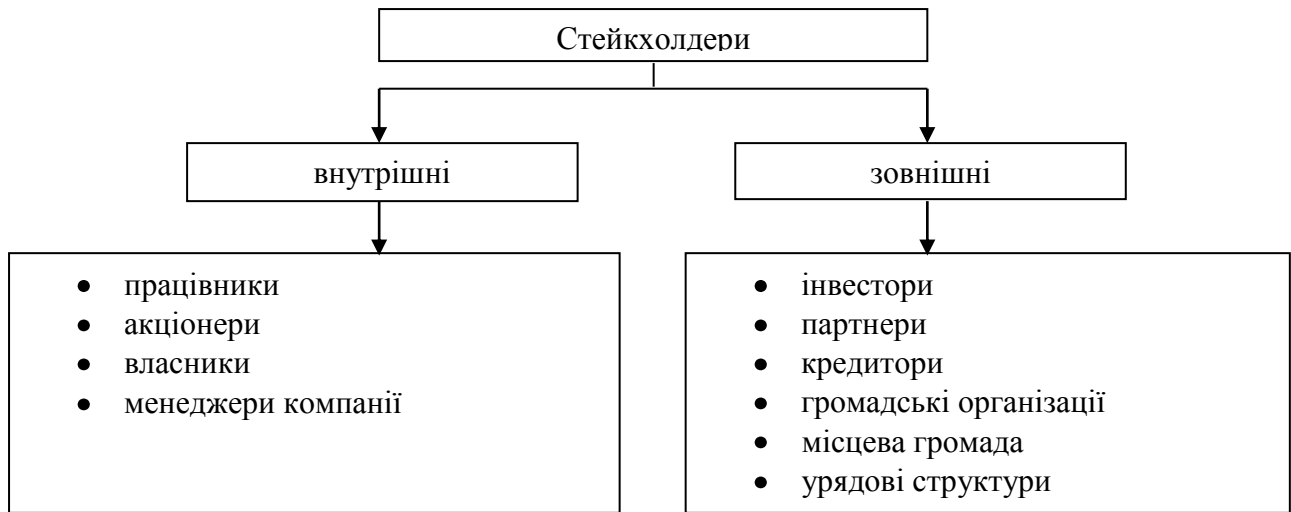 Стейкхолдери
внутрішні
зовнішні
• працівники
• акціонери
• власники
• менеджери компанії
• інвестори
• партнери
• кредитори
• громадські організації
• місцева громада
• урядові структури